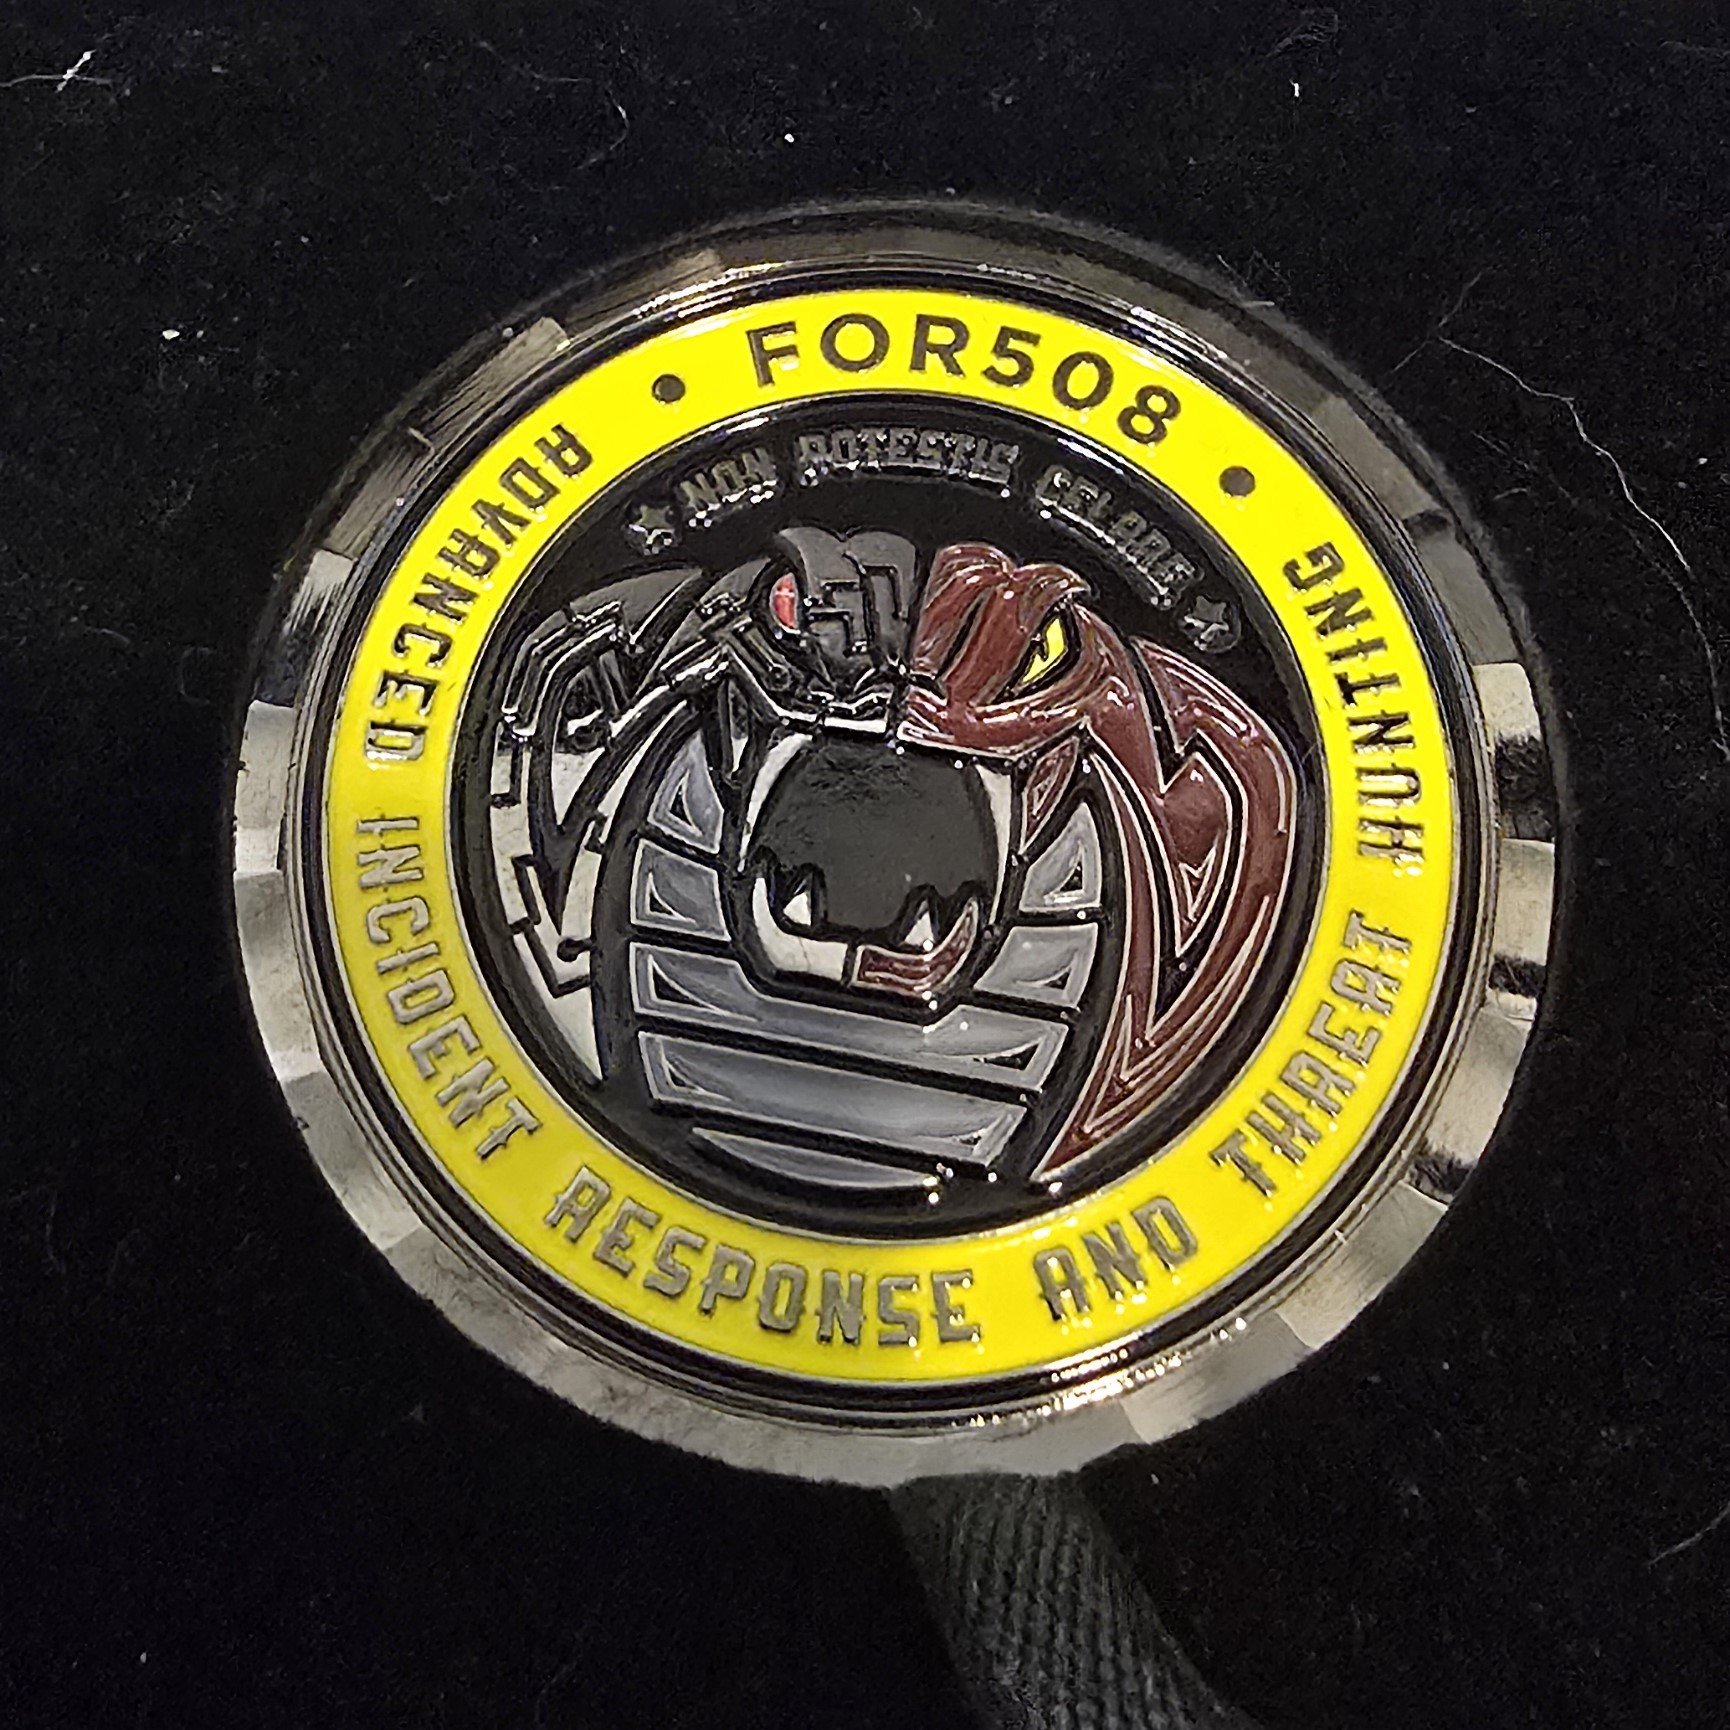 • FOR508 •
ADVANCED INCIDENT RESPONSE AND THREAT HUNTING
★ NON POTESTIS CELARE ★